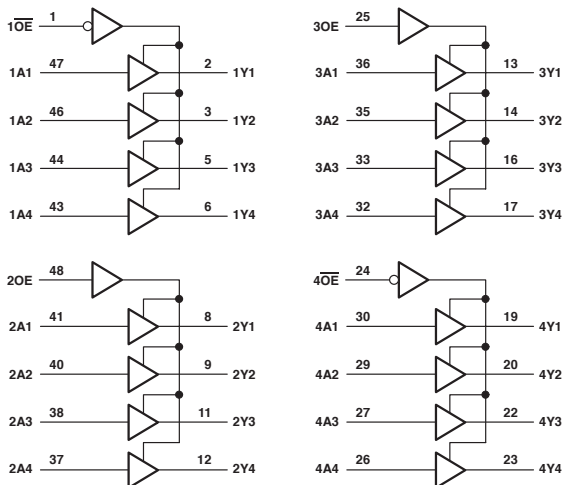 1O̅E̅ 1
1A1 47 2 1Y1
1A2 46 3 1Y2
1A3 44 5 1Y3
1A4 43 6 1Y4
3OE 25
3A1 36 13 3Y1
3A2 35 14 3Y2
3A3 33 16 3Y3
3A4 32 17 3Y4
2OE 48
2A1 41 8 2Y1
2A2 40 9 2Y2
2A3 38 11 2Y3
2A4 37 12 2Y4
4O̅E̅ 24
4A1 30 19 4Y1
4A2 29 20 4Y2
4A3 27 22 4Y3
4A4 26 23 4Y4